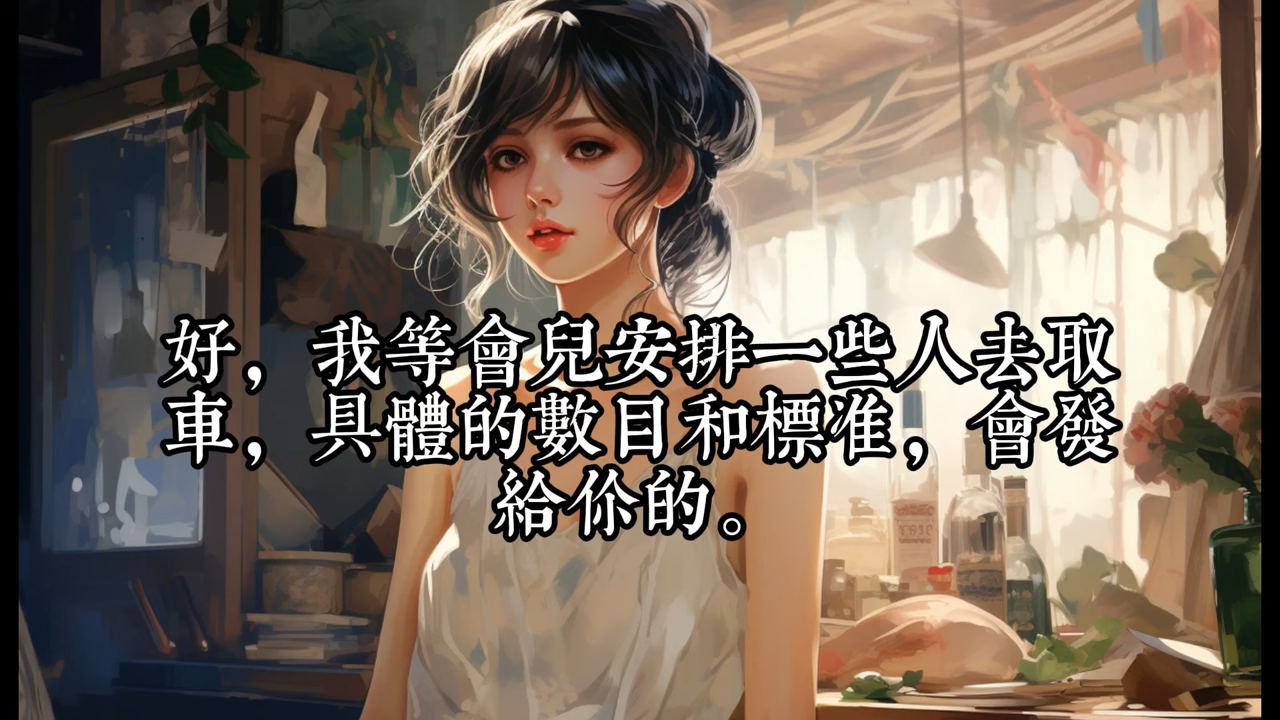 好，我等會兒安排一些人去取
車，具體的數目和標准，會發
給你的。